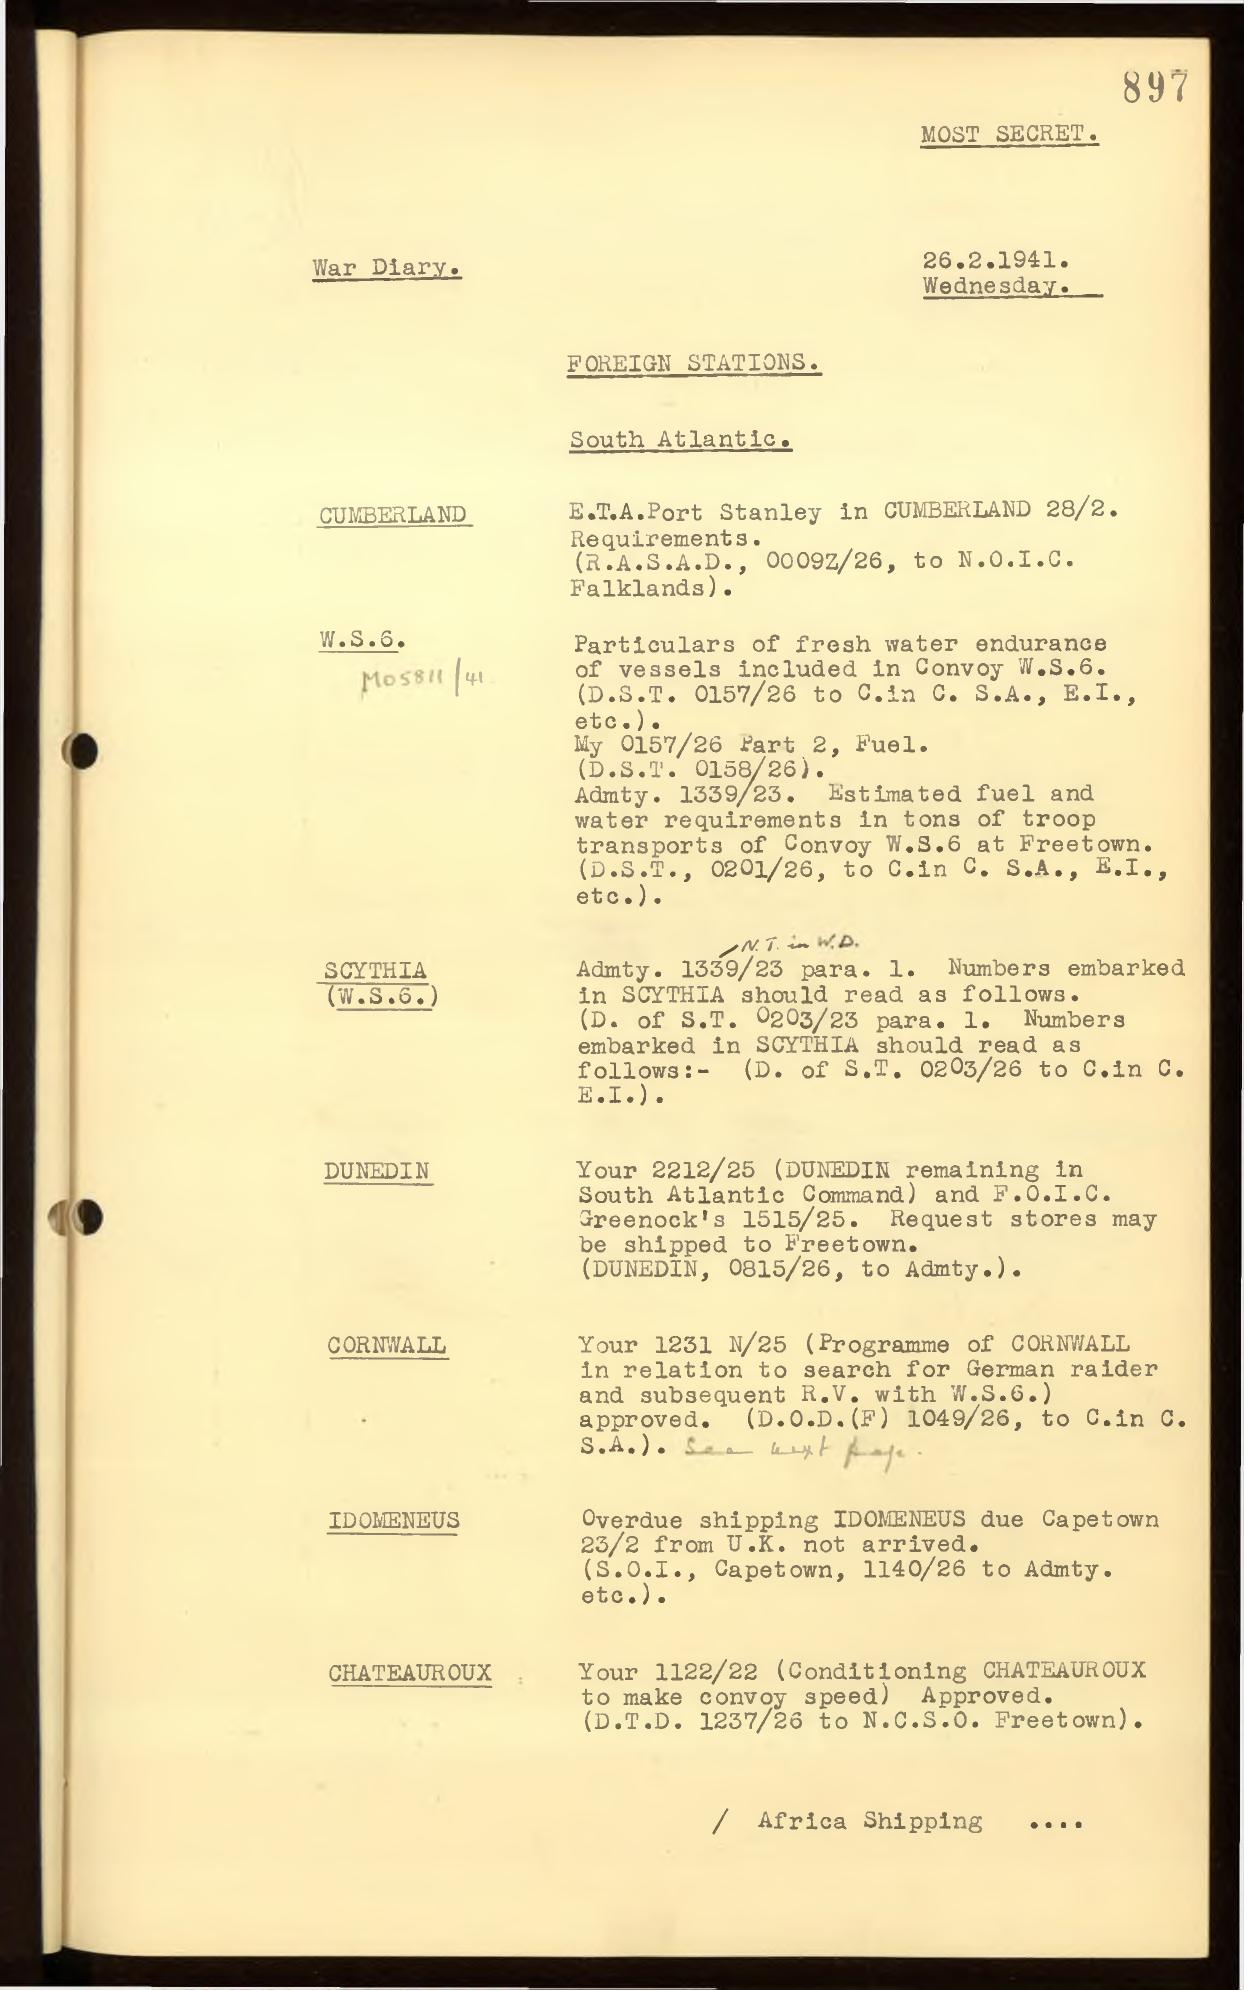 897
MOST SECRET.
War Diary.
26.2.1941.
Wednesday.
FOREIGN STATIONS.
South Atlantic.
CUMBERLAND
E.T.A.Port Stanley in CUMBERLAND 28/2.
Requirements.
(R.A.S.A.D., 0009Z/26, to N.O.I.C.
Falklands).
W.S.6.
M05811/41
Particulars of fresh water endurance
of vessels included in Convoy W.S.6.
(D.S.T. 0157/26 to C.in C. S.A., E.I.,
etc.).
My 0157/26 Part 2, Fuel.
(D.S.T. 0158/26).
Admty. 1339/23.  Estimated fuel and
water requirements in tons of troop
transports of Convoy W.S.6 at Freetown.
(D.S.T., 0201/26, to C.in C. S.A., E.I.,
etc.).
N.T. in W.D.
SCYTHIA
(W.S.6.)
Admty. 1339/23 para. 1.  Numbers embarked
in SCYTHIA should read as follows.
(D. of S.T. 0203/23 para. 1.  Numbers
embarked in SCYTHIA should read as
follows:-  (D. of S.T. 0203/26 to C.in C.
E.I.).
DUNEDIN
Your 2212/25 (DUNEDIN remaining in
South Atlantic Command) and F.O.I.C.
Greenock's 1515/25.  Request stores may
be shipped to Freetown.
(DUNEDIN, 0815/26, to Admty.).
CORNWALL
Your 1231 N/25 (Programme of CORNWALL
in relation to search for German raider
and subsequent R.V. with W.S.6.)
approved.  (D.O.D.(F) 1049/26, to C.in C.
S.A.). See next page.
IDOMENEUS
Overdue shipping IDOMENEUS due Capetown
23/2 from U.K. not arrived.
(S.O.I., Capetown, 1140/26 to Admty.
etc.).
CHATEAUROUX
Your 1122/22 (Conditioning CHATEAUROUX
to make convoy speed)  Approved.
(D.T.D. 1237/26 to N.C.S.O. Freetown).
/ Africa Shipping ....